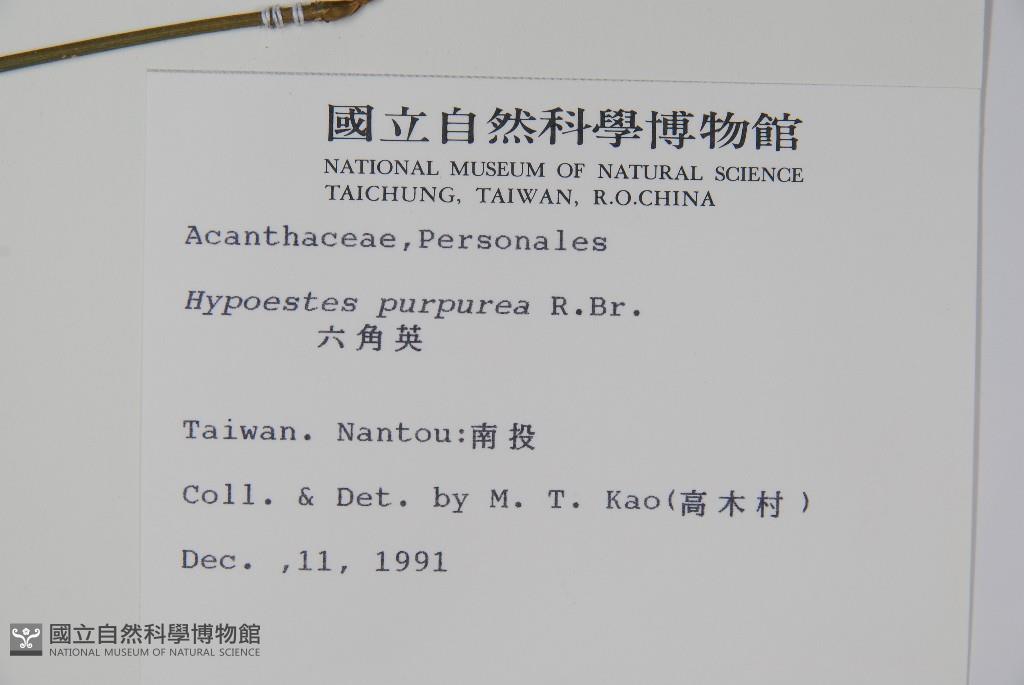 國立自然科學博物館
NATIONAL MUSEUM OF NATURAL SCIENCE
TAICHUNG, TAIWAN, R.O.CHINA
Acanthaceae,Personales
Hypoestes purpurea R.Br.
六角英
Taiwan. Nantou:南投
Coll. & Det. by M. T. Kao(高木村)
Dec. ,11, 1991
國立自然科學博物館
NATIONAL MUSEUM OF NATURAL SCIENCE